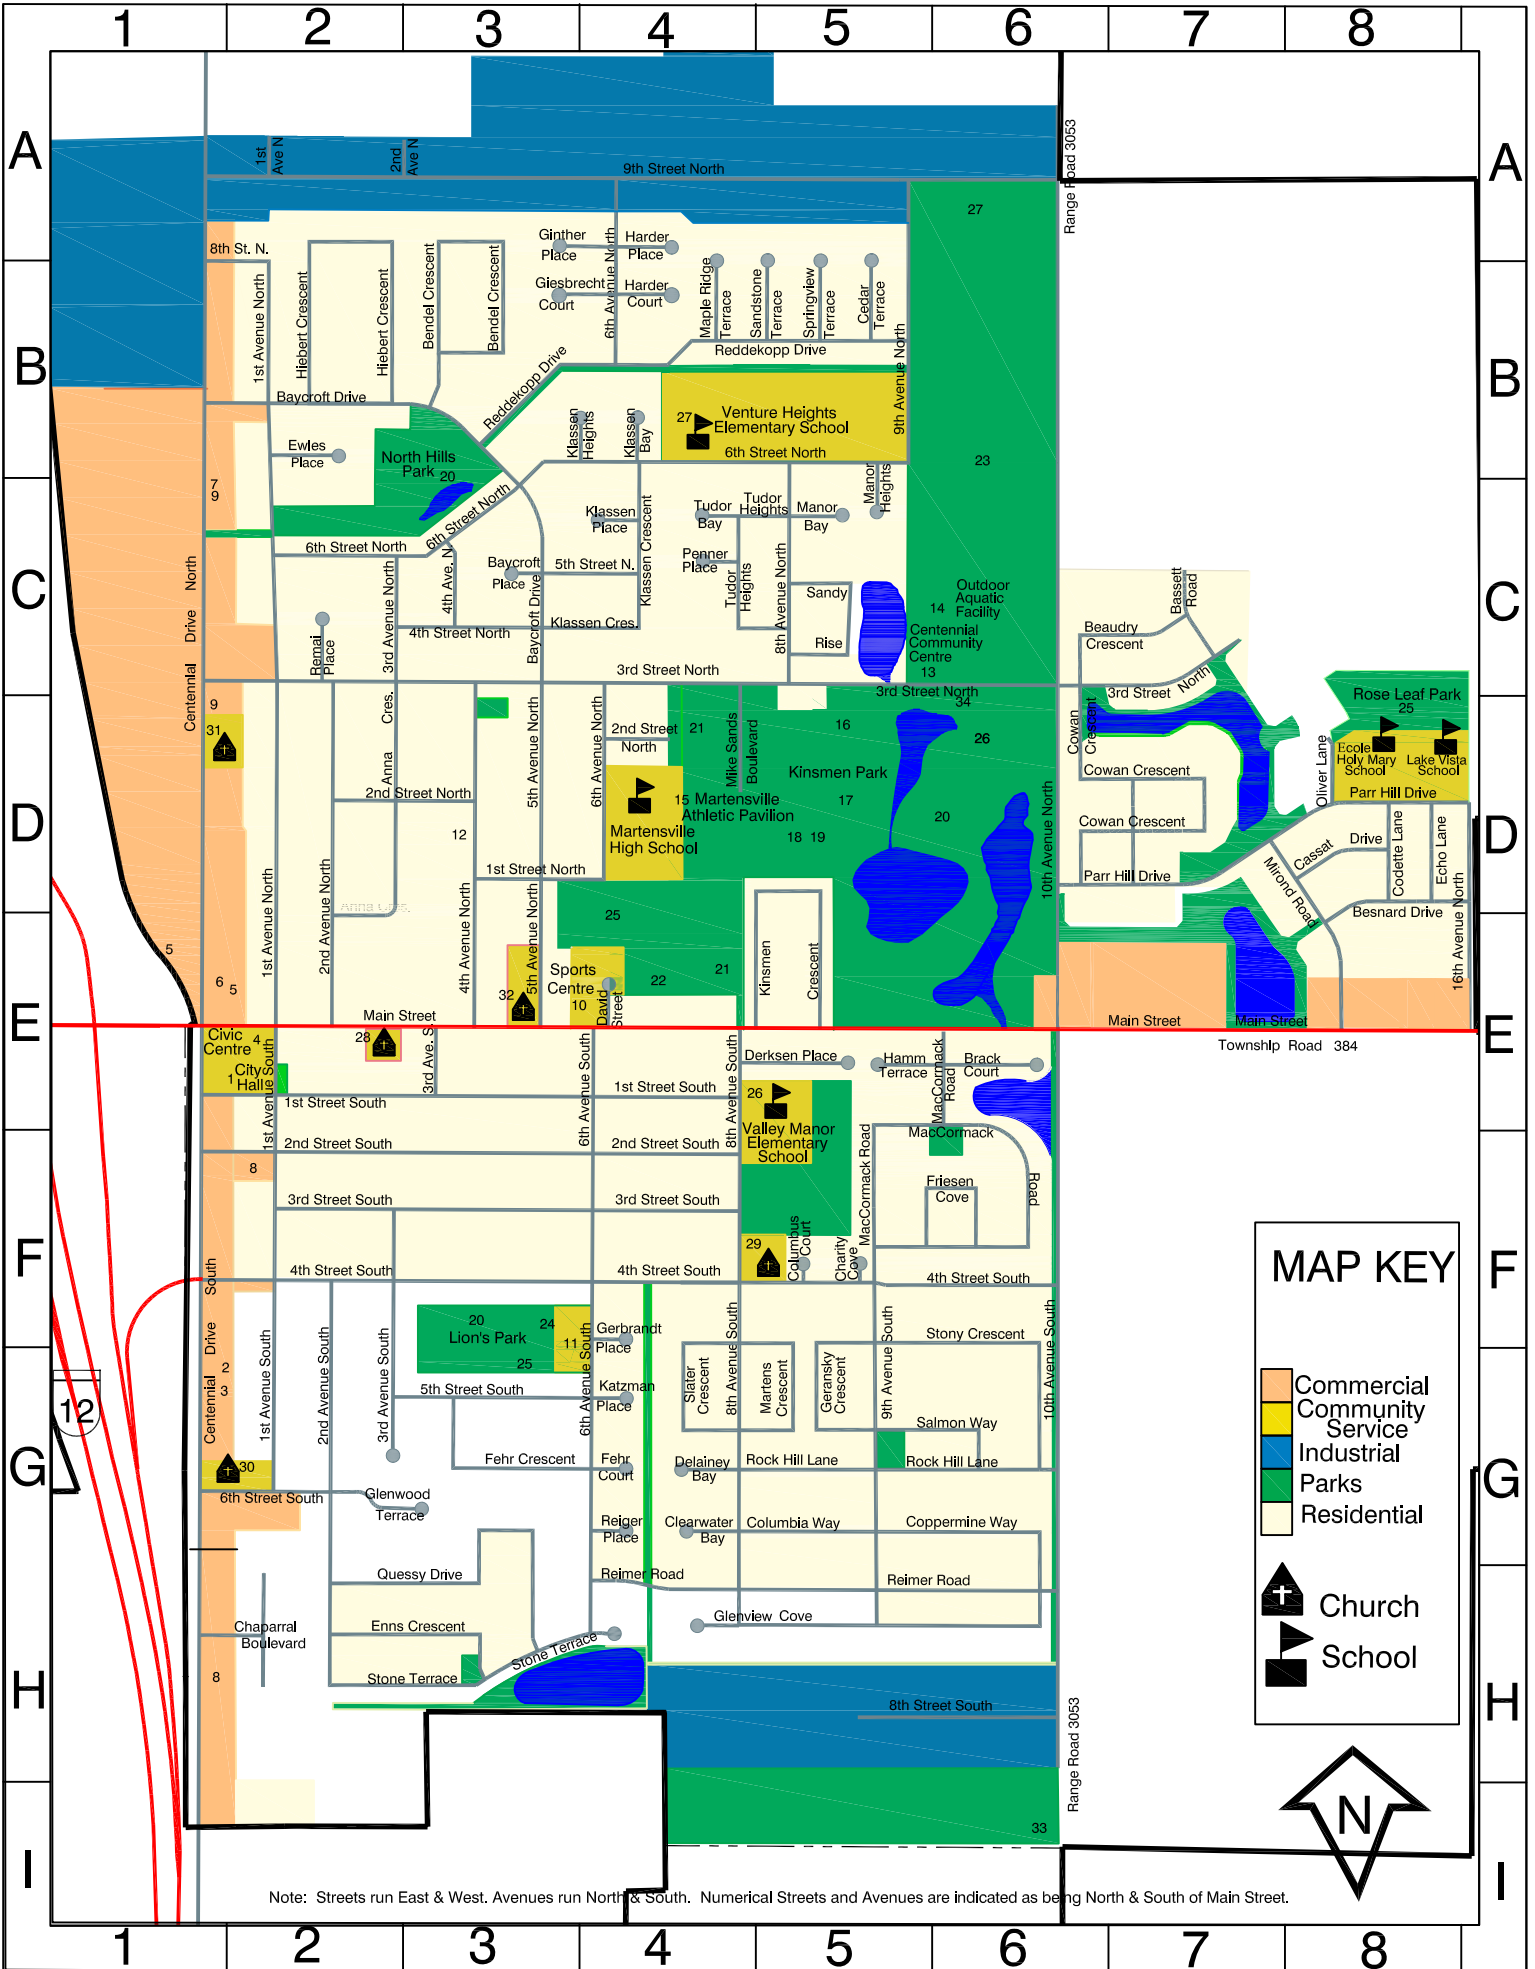 1 2 3 4 5 6 7 8
A
A
1st
Ave N
2nd
Ave N
9th Street North
Range Road 3053
27
8th St. N.
Ginther
Place
6th Avenue North
Harder
Place
Giesbrecht
Court
Harder
Court
1st Avenue North
Hiebert Crescent
Hiebert Crescent
Bendel Crescent
Bendel Crescent
Maple Ridge
Terrace
Sandstone
Terrace
Springview
Terrace
Cedar
Terrace
9th Avenue North
B
B
Reddekopp Drive
Reddekopp Drive
Baycroft Drive
Ewles
Place
North Hills
Park
20
Klassen
Heights
Klassen
Bay
27
Venture Heights
Elementary School
6th Street North
23
7
9
6th Street North
6th Street North
Klassen
Place
Klassen Crescent
Tudor
Bay
Tudor
Heights
Manor
Bay
Manor
Heights
Penner
Place
Tudor
Heights
8th Avenue North
C
C
Baycroft
Place
5th Street N.
Baycroft Drive
4th Ave. N.
3rd Avenue North
4th Street North
Klassen Cres.
Remai
Place
Sandy
Rise
14
Outdoor
Aquatic
Facility
Centennial
Community
Centre
13
Bassett
Road
Beaudry
Crescent
3rd Street North
3rd Street North
3rd Street
North
34
Centennial Drive North
9
31
Anna Cres.
2nd
2nd Street North
5th Avenue North
6th Avenue North
2nd Street
North
21
Mike Sands
Boulevard
16
26
Kinsmen Park
17
15
Martensville
Athletic Pavilion
18 19
20
Martensville
High School
12
1st Street North
10th Avenue North
Cowan
Crescent
Cowan Crescent
Cowan Crescent
Parr Hill Drive
Oliver Lane
Rose Leaf Park
25
Ecole
Holy Mary
School
Lake Vista
School
Parr Hill Drive
Cassat
Drive
Codette Lane
Echo Lane
Mirond Road
Besnard Drive
16th Avenue North
D
D
1st Avenue North
2nd Avenue North
Anna Cres.
4th Avenue North
5th Avenue North
25
22
21
Kinsmen
Crescent
5
6
5
32
Sports
Centre
10
David
Street
E
E
Main Street
Main Street
Main Street
Township Road 384
Civic
Centre
4
City
Hall
1
1st Avenue South
28
3rd Ave. S.
1st Street South
1st Street South
6th Avenue South
8th Avenue South
Derksen Place
Hamm
Terrace
MacCormack
Road
Brack
Court
26
Valley Manor
Elementary
School
2nd Street South
2nd Street South
8
3rd Street South
3rd Street South
MacCormack
MacCormack Road
Road
Friesen
Cove
29
Columbus
Court
Charity
Cove
4th Street South
4th Street South
4th Street South
F
F
Centennial Drive South
20
24
Lion's Park
11
25
Gerbrandt
Place
Katzman
Place
5th Street South
6th Avenue South
Slater
Crescent
8th Avenue South
Martens
Crescent
Geransky
Crescent
9th Avenue South
Stony Crescent
10th Avenue South
Salmon Way
Rock Hill Lane
Rock Hill Lane
2
3
1st Avenue South
2nd Avenue South
3rd Avenue South
12
30
6th Street South
Fehr Crescent
Fehr
Court
Delainey
Bay
G
G
Glenwood
Terrace
Reiger
Place
Clearwater
Bay
Columbia Way
Coppermine Way
Quessy Drive
Reimer Road
Reimer Road
Glenview Cove
Enns Crescent
Chaparral
Boulevard
Stone Terrace
Stone Terrace
8
H
H
8th Street South
Range Road 3053
33
MAP KEY
Commercial
Community
Service
Industrial
Parks
Residential
Church
School
N
I
I
Note: Streets run East & West. Avenues run North & South. Numerical Streets and Avenues are indicated as being North & South of Main Street.
1 2 3 4 5 6 7 8